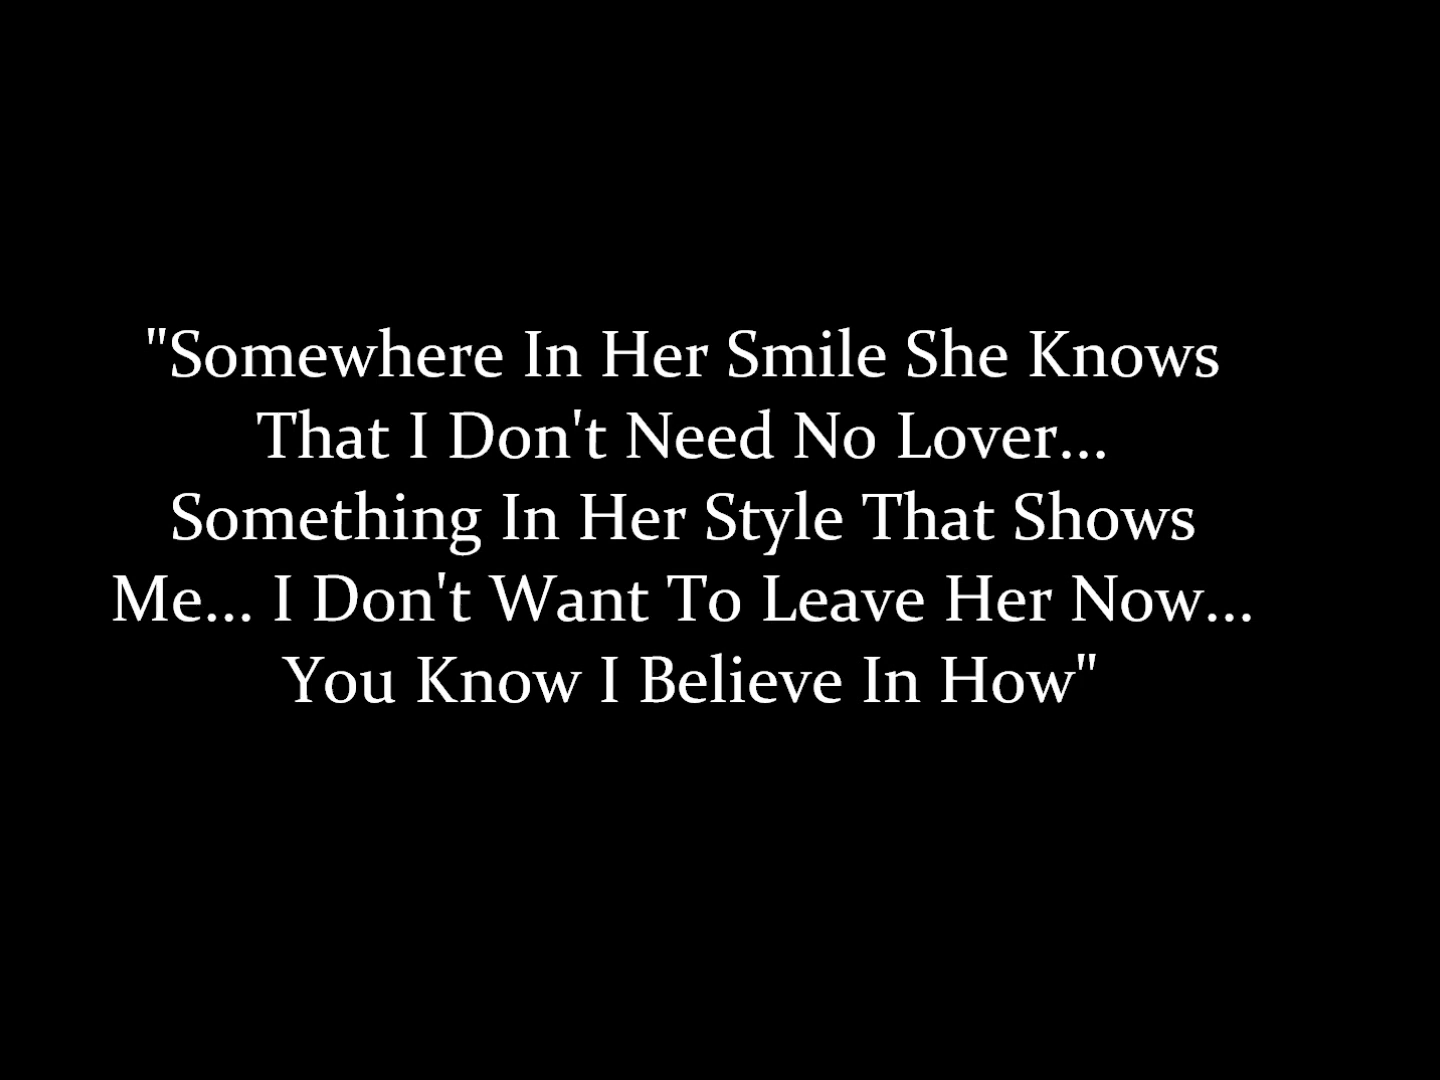 "Somewhere In Her Smile She Knows
That I Don't Need No Lover...
Something In Her Style That Shows
Me... I Don't Want To Leave Her Now...
You Know I Believe In How"